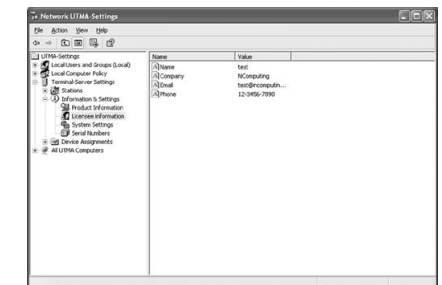 Network UTMA-Settings
File Action View Help
UTMA-Settings
Local Users and Groups (Local)
Local Computer Policy
Terminal-Server Settings
Stations
Information & Settings
Product Information
Licensee information
System Settings
Serial Numbers
Device Assignments
All UTMA Computers
Name Value
Name test
Company NComputing
Email test@ncomputin...
Phone 12-3456-7890